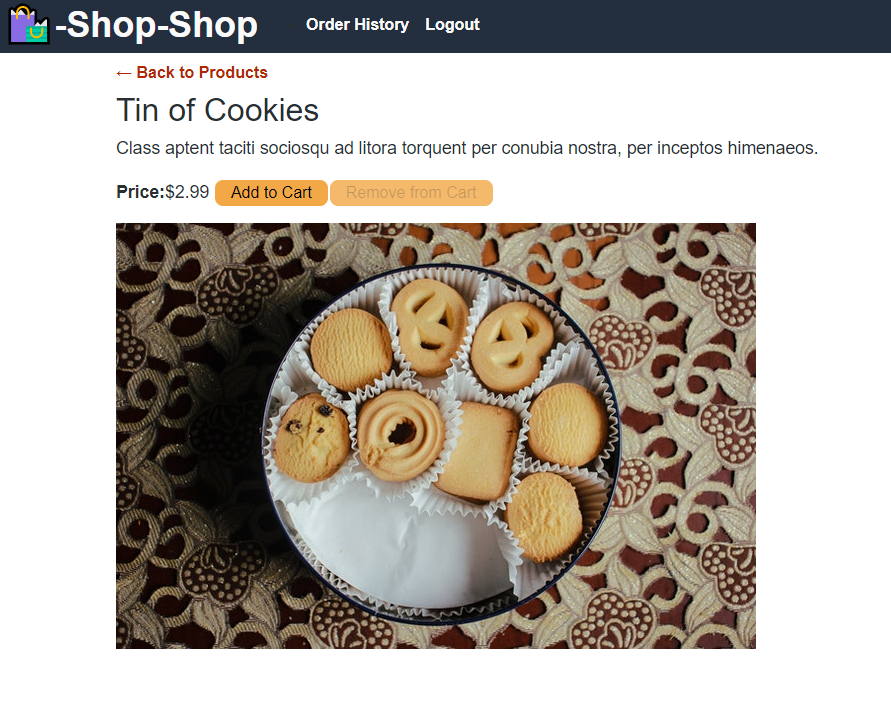 -Shop-Shop Order History Logout
← Back to Products
Tin of Cookies
Class aptent taciti sociosqu ad litora torquent per conubia nostra, per inceptos himenaeos.
Price:$2.99 Add to Cart Remove from Cart